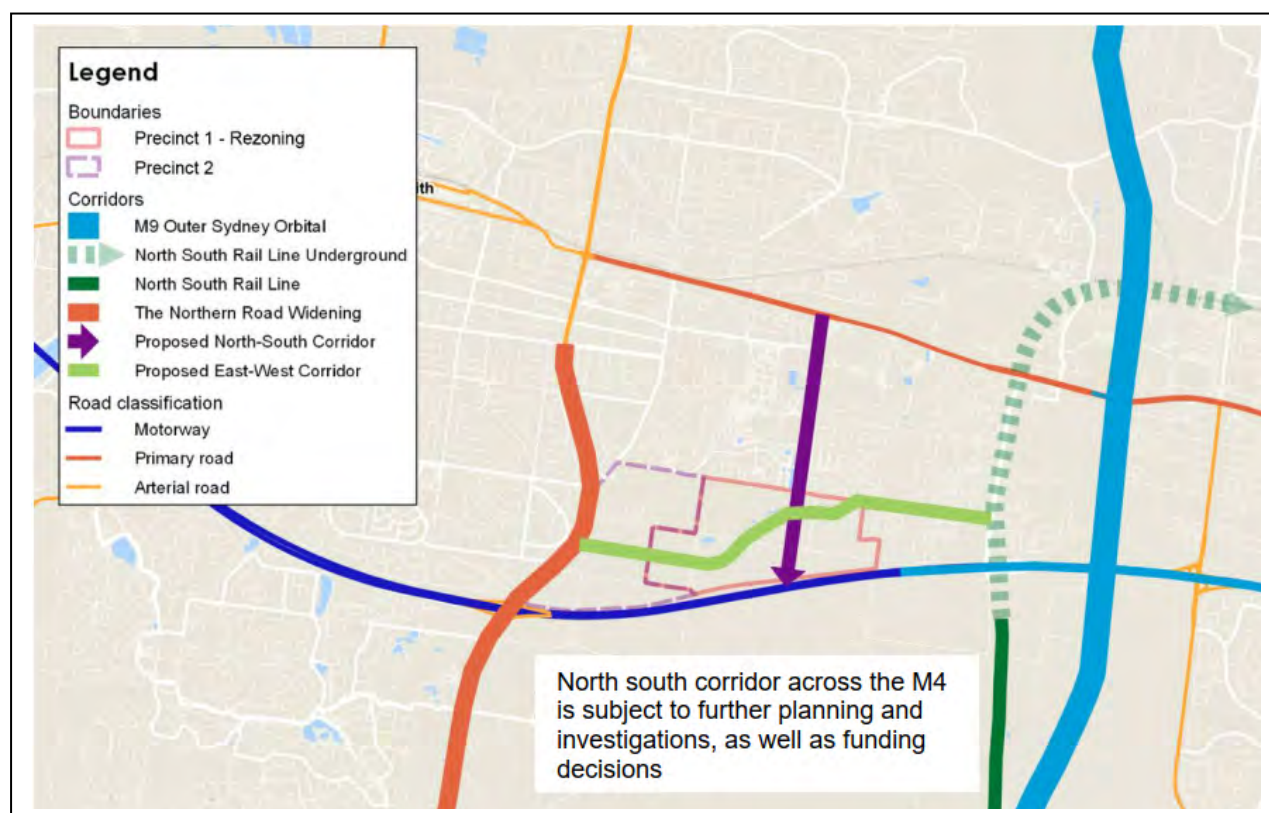 Legend
Boundaries
Precinct 1 - Rezoning
Precinct 2
Corridors
M9 Outer Sydney Orbital
North South Rail Line Underground
North South Rail Line
The Northern Road Widening
Proposed North-South Corridor
Proposed East-West Corridor
Road classification
Motorway
Primary road
Arterial road
ith
North south corridor across the M4
is subject to further planning and
investigations, as well as funding
decisions